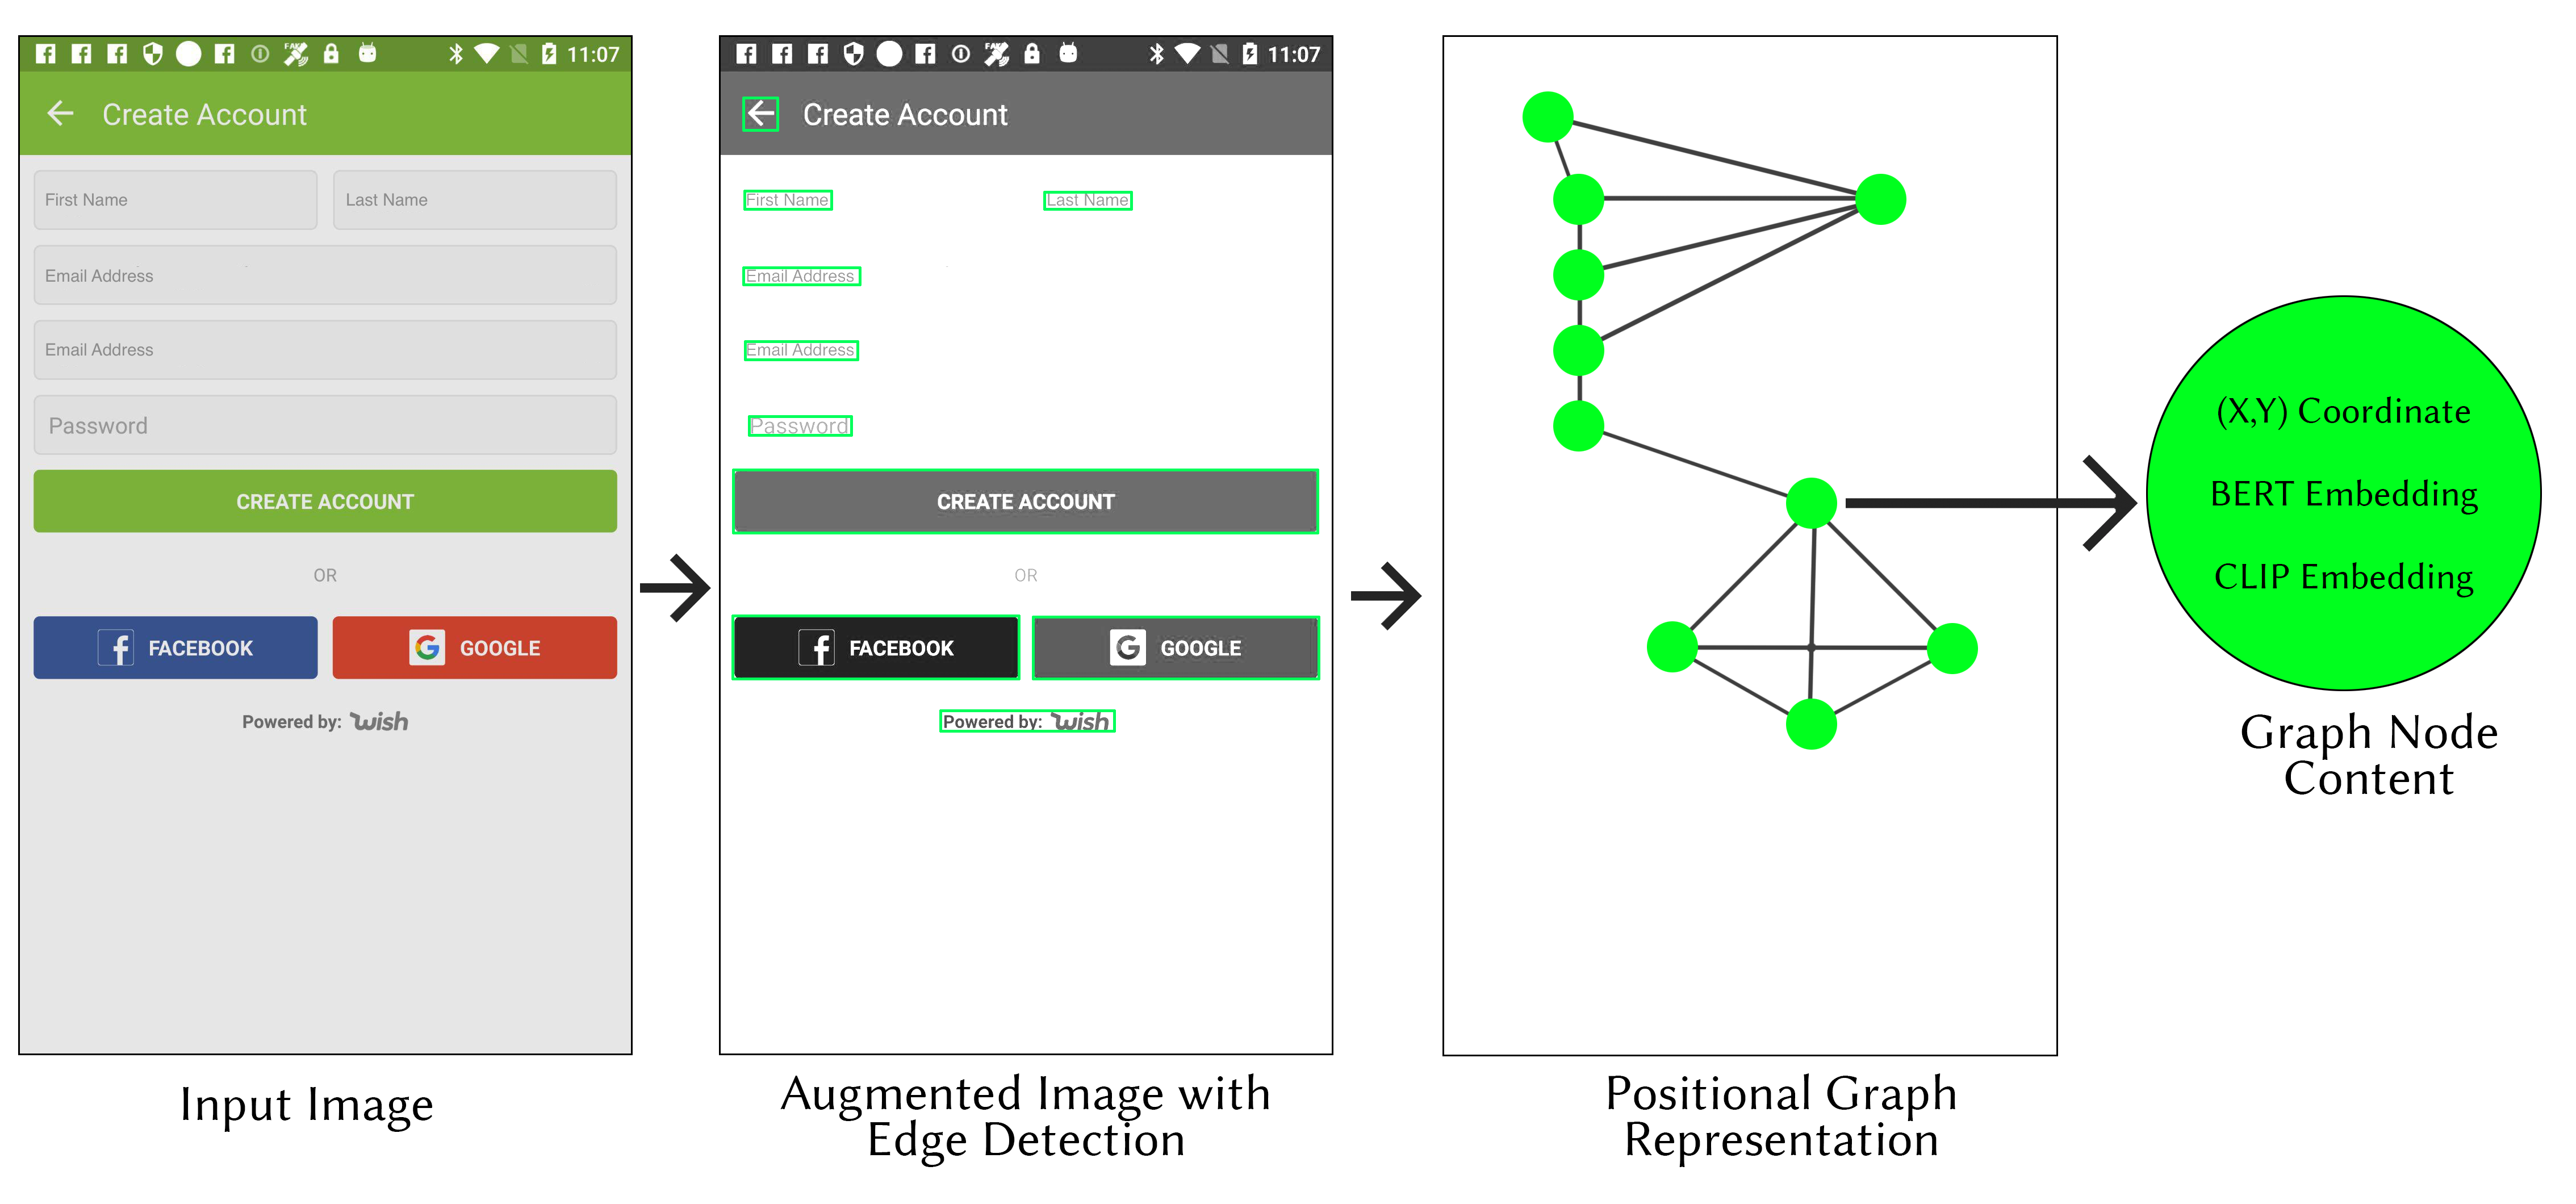 11:07
Create Account
First Name
Last Name
Email Address
Email Address
Password
CREATE ACCOUNT
OR
FACEBOOK
GOOGLE
Powered by: wish
Input Image
FAK
11:07
Create Account
First Name
Last Name
Email Address
Email Address
Password
CREATE ACCOUNT
OR
FACEBOOK
GOOGLE
Powered by: wish
Augmented Image with
Edge Detection
Positional Graph
Representation
(X,Y) Coordinate
BERT Embedding
CLIP Embedding
Graph Node
Content